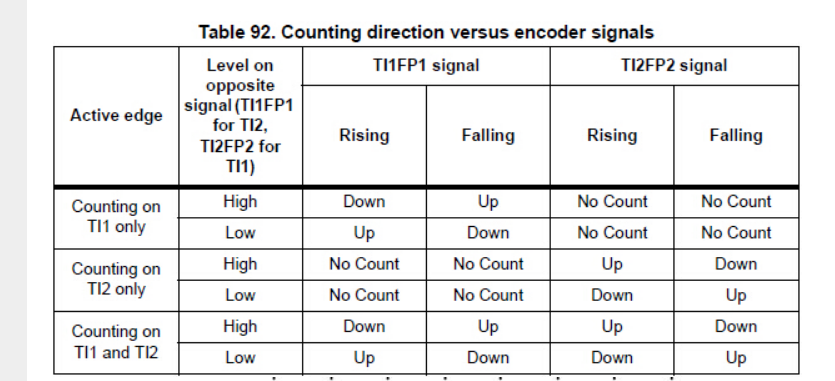 Table 92. Counting direction versus encoder signals
Active edge
Level on
opposite
signal (TI1FP1
for TI2,
TI2FP2 for
TI1)
TI1FP1 signal
TI2FP2 signal
Rising
Falling
Rising
Falling
Counting on
TI1 only
High
Down
Up
No Count
No Count
Low
Up
Down
No Count
No Count
Counting on
TI2 only
High
No Count
No Count
Up
Down
Low
No Count
No Count
Down
Up
Counting on
TI1 and TI2
High
Down
Up
Up
Down
Low
Up
Down
Down
Up